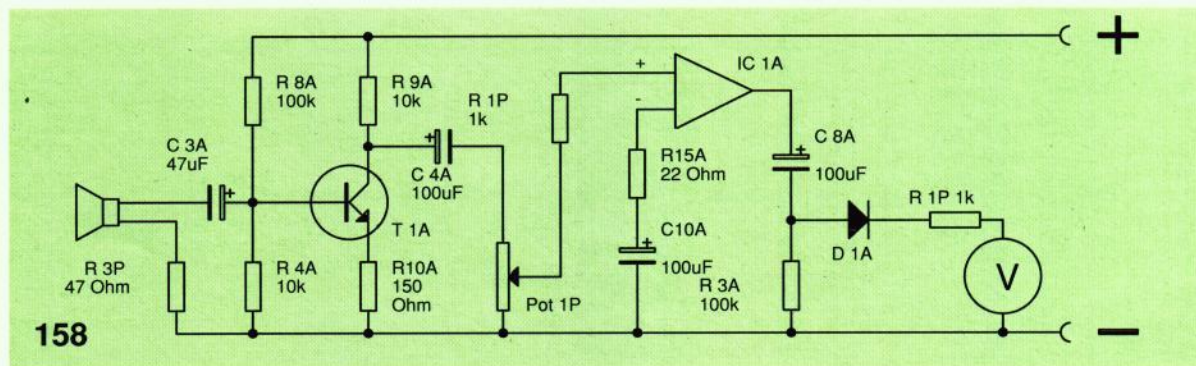 R 8A
100k
R 9A
10k
R 1P
1k
+
IC 1A
-
C 3A
47uF
+
+
C 4A
100uF
R15A
22 Ohm
+
C 8A
100uF
T 1A
C10A
+
100uF
R 1P 1k
D 1A
V
R 3P
47 Ohm
R 4A
10k
R10A
150
Ohm
Pot 1P
R 3A
100k
158
+
−